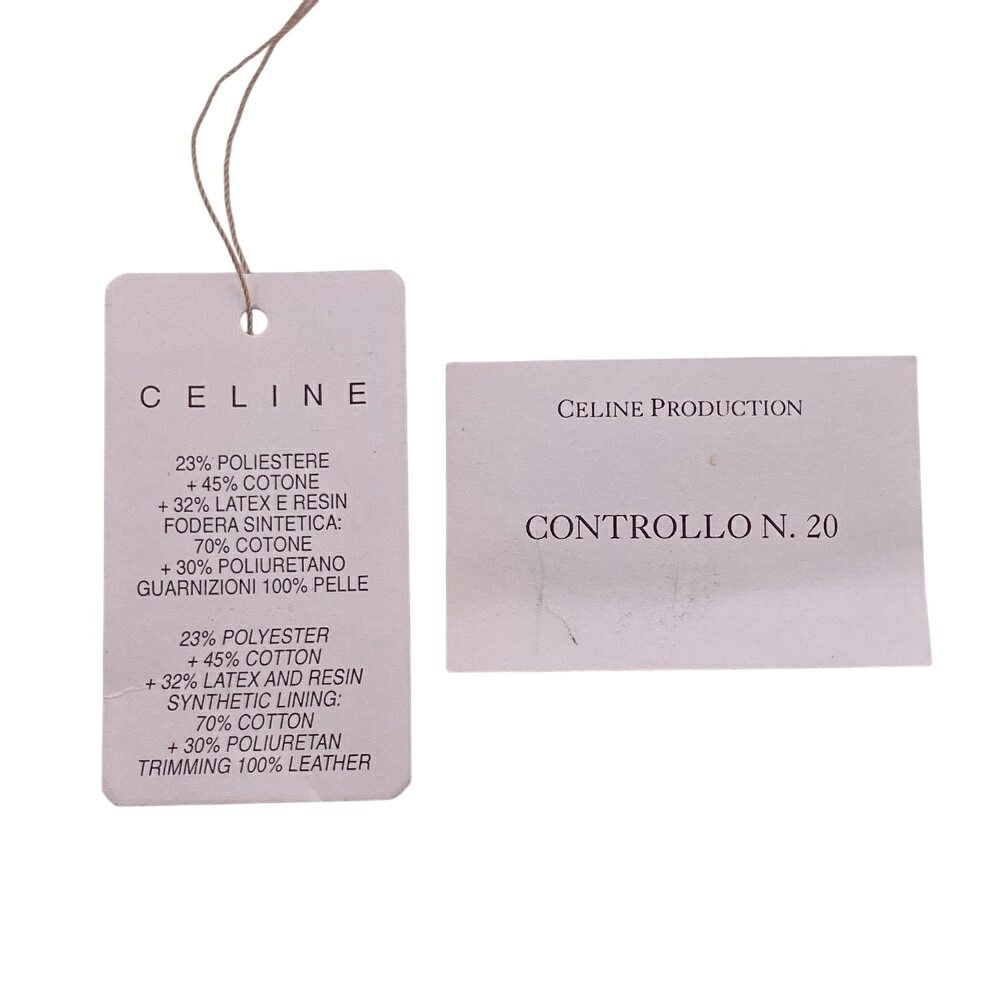 CELINE
23% POLIESTERE
+ 45% COTONE
+ 32% LATEX E RESIN
FODERA SINTETICA:
70% COTONE
+ 30% POLIURETANO
GUARNIZIONI 100% PELLE
23% POLYESTER
+ 45% COTTON
+ 32% LATEX AND RESIN
SYNTHETIC LINING:
70% COTTON
+ 30% POLIURETAN
TRIMMING 100% LEATHER
CELINE PRODUCTION
CONTROLLO N. 20